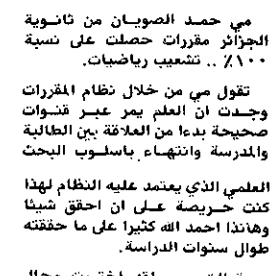 مي حمد الصويان من ثانوية
الجزائر مقررات حصلت على نسبة
١٠٠٪ .. تشعيب رياضيات.
تقول مي من خلال نظام المقررات
وجدت ان العلم يمر عبر قنوات
صحيحة بدءا من العلاقة بين الطالبة
والمدرسة وانتهاء باسلوب البحث
العلمي الذي يعتمد عليه النظام لهذا
كنت حريصة على ان احقق شيئا
وهانذا احمد الله كثيرا على ما حققته
طوال سنوات الدراسة.